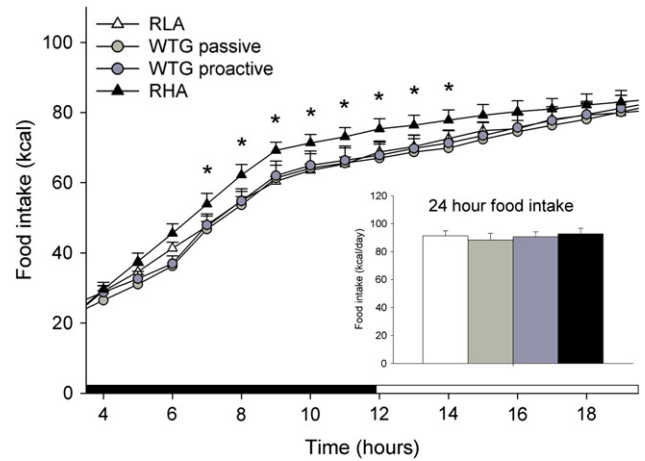 RLA
WTG passive
WTG proactive
RHA
* * * * * * * *
Food intake (kcal)
100
80
60
40
20
0
24 hour food intake
Food intake (kcal/day)
120
100
80
60
40
20
0
4 6 8 10 12 14 16 18
Time (hours)